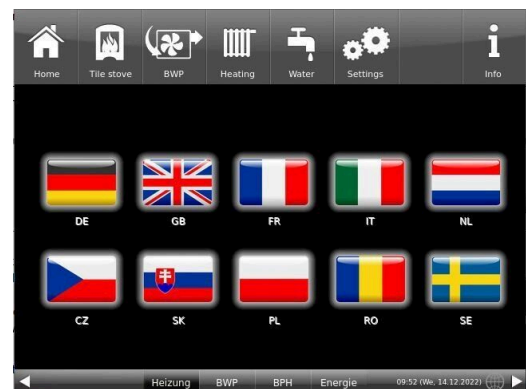 Home Tile stove BWP Heating Water Settings Info
DE GB FR IT NL
CZ SK PL RO SE
Heizung BWP BPH Energie 09:52 (We, 14.12.2022)